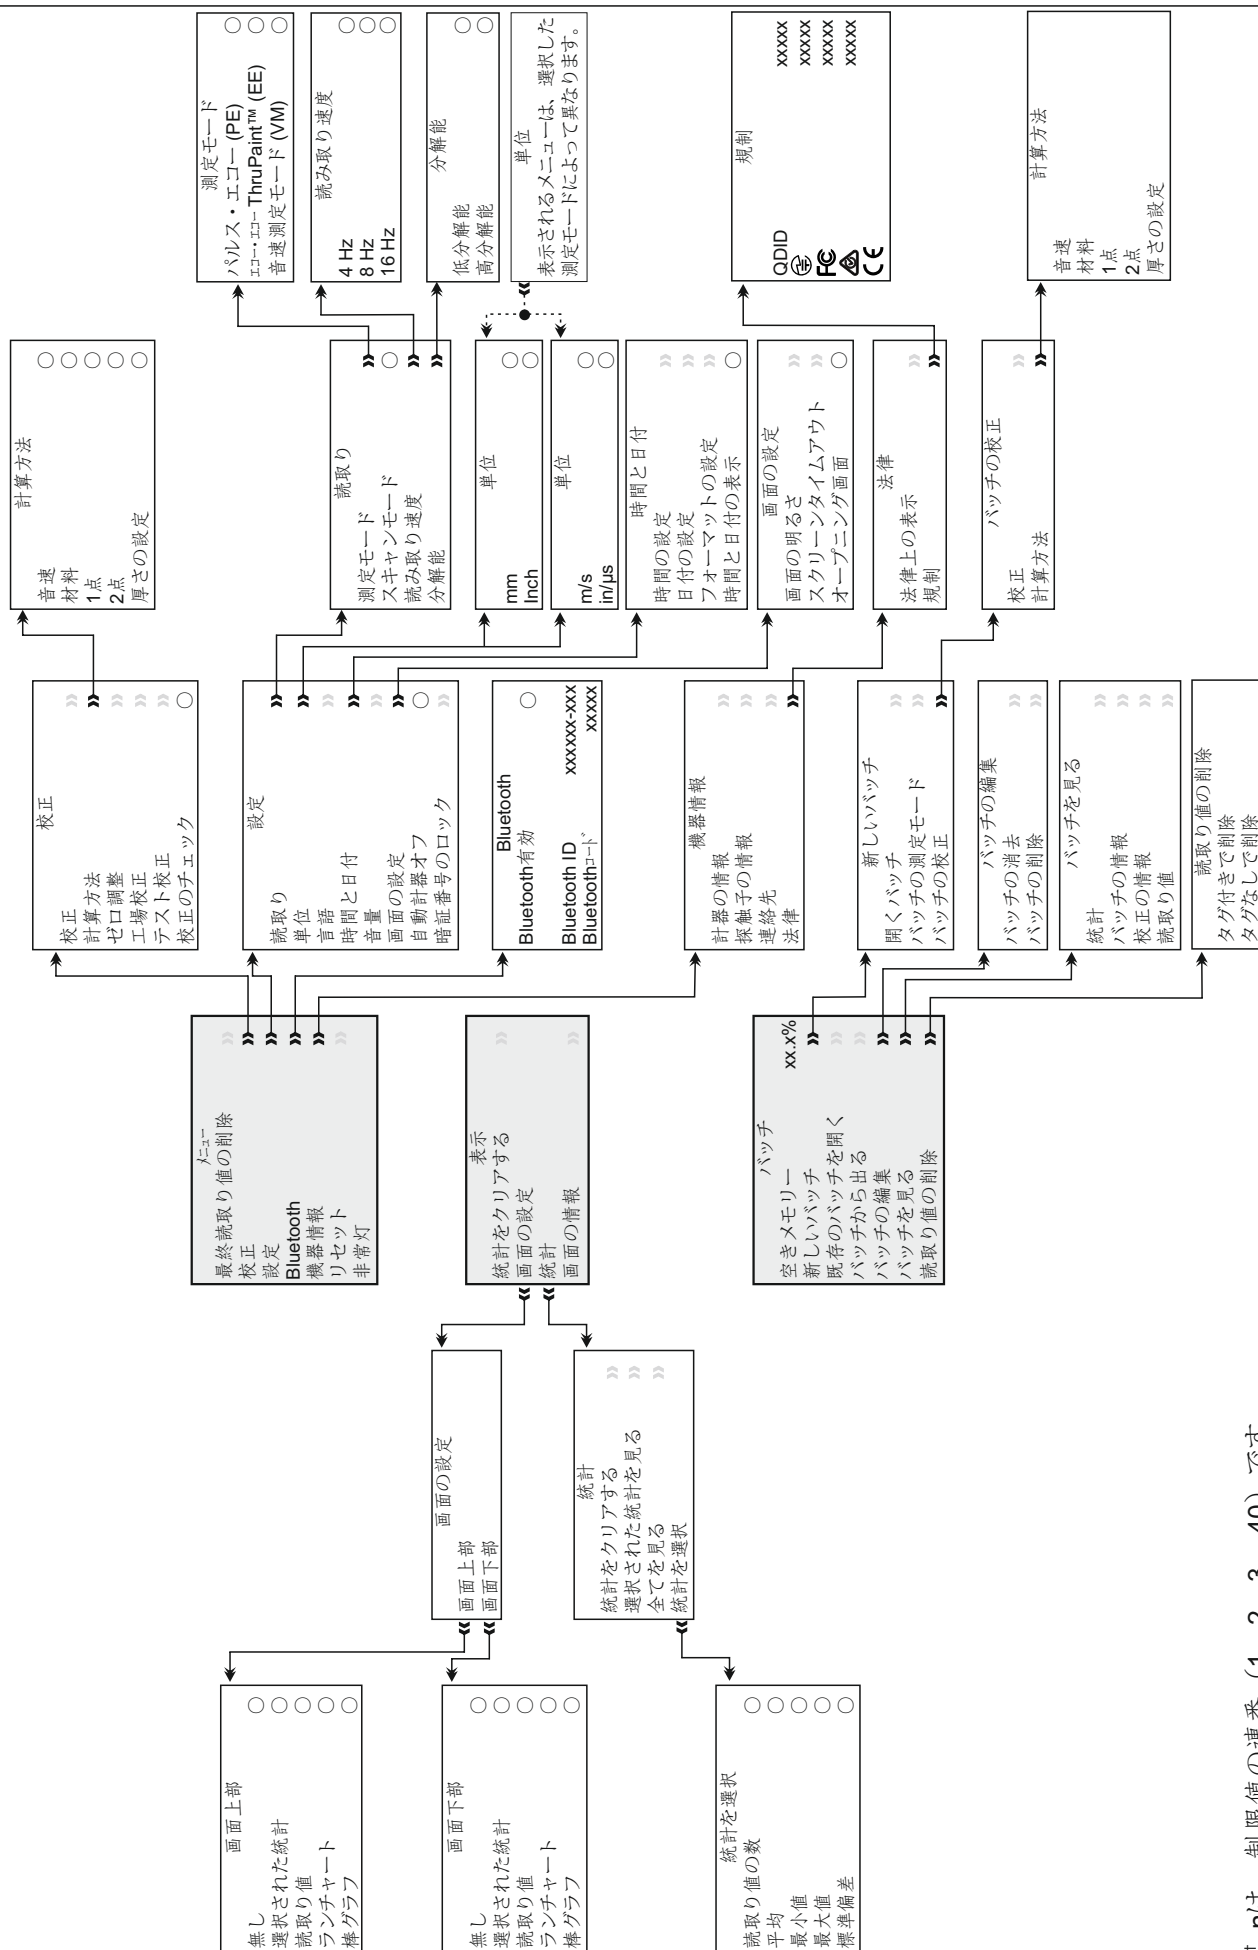 測定モード
パルス・エコー (PE)
エコー・エコー ThruPaint™ (EE)
音速測定モード (VM)
読み取り速度
4 Hz
8 Hz
16 Hz
分解能
低分解能
高分解能
単位
表示されるメニューは、選択した
測定モードによって異なります。
規制
QDID xxxxx
xxxxx
FC xxxxx
CE xxxxx
計算方法
音速
材料
1点
2点
厚さの設定
計算方法
音速
材料
1点
2点
厚さの設定
読取り
測定モード
スキャンモード
読み取り速度
分解能
単位
mm
Inch
単位
m/s
in/µs
時間と日付
時間の設定
日付の設定
フォーマットの設定
時間と日付の表示
画面の設定
画面の明るさ
スクリーンタイムアウト
オープニング画面
法律
法律上の表示
規制
バッチの校正
校正
計算方法
校正
校正
計算方法
ゼロ調整
工場校正
テスト校正
校正のチェック
設定
読取り
単位
言語
時間と日付
音量
画面の設定
自動計器オフ
暗証番号のロック
Bluetooth
Bluetooth有効
Bluetooth ID xxxxxx-xxx
Bluetoothコード xxxxx
機器情報
計器の情報
探触子の情報
連絡先
法律
新しいバッチ
開くバッチ
バッチの測定モード
バッチの校正
バッチの編集
バッチの消去
バッチの削除
バッチを見る
統計
バッチの情報
校正の情報
読取り値
読取り値の削除
タグ付きで削除
タグなしで削除
メニュー
最終読取り値の削除
校正
設定
Bluetooth
機器情報
リセット
非常灯
表示
統計をクリアする
画面の設定
統計
画面の情報
バッチ
空きメモリー xx.x%
新しいバッチ
既存のバッチを開く
バッチから出る
バッチの編集
バッチを見る
読取り値の削除
画面の設定
画面上部
画面下部
統計
統計をクリアする
選択された統計を見る
全てを見る
統計を選択
画面上部
無し
選択された統計
読取り値
ランチャート
棒グラフ
画面下部
無し
選択された統計
読取り値
ランチャート
棒グラフ
統計を選択
読取り値の数
平均
最小値
最大値
標準偏差